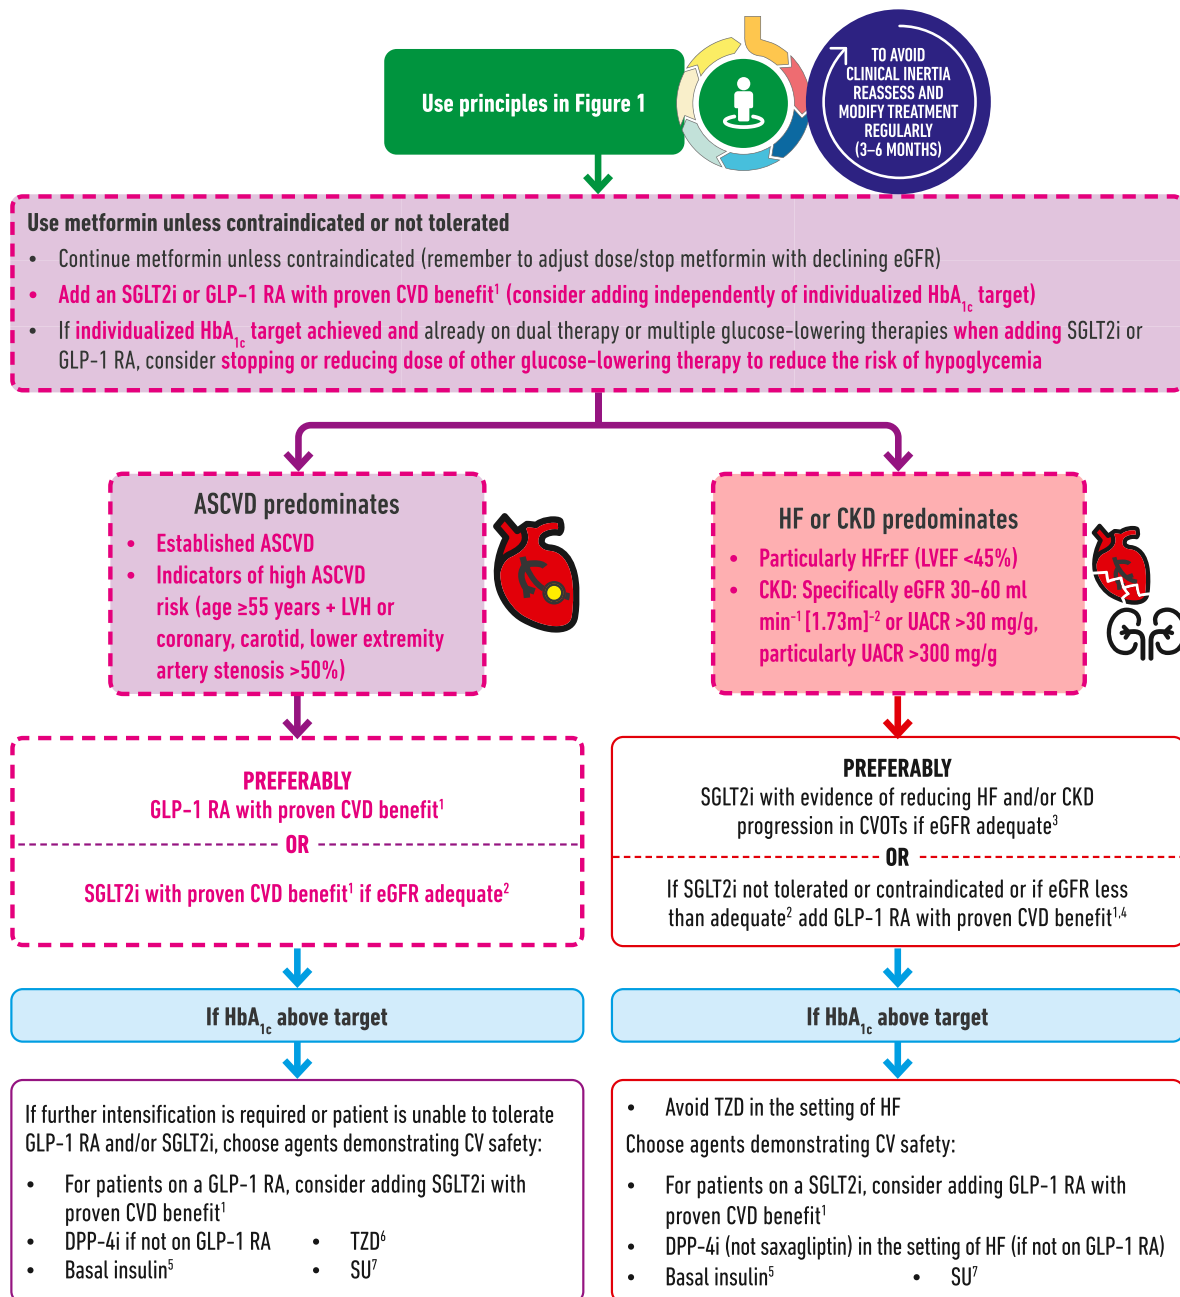 Use principles in Figure 1
TO AVOID
CLINICAL INERTIA
REASSESS AND
MODIFY TREATMENT
REGULARLY
(3–6 MONTHS)
Use metformin unless contraindicated or not tolerated
• Continue metformin unless contraindicated (remember to adjust dose/stop metformin with declining eGFR)
• Add an SGLT2i or GLP-1 RA with proven CVD benefit¹ (consider adding independently of individualized HbA1c target)
• If individualized HbA1c target achieved and already on dual therapy or multiple glucose-lowering therapies when adding SGLT2i or
GLP-1 RA, consider stopping or reducing dose of other glucose-lowering therapy to reduce the risk of hypoglycemia
ASCVD predominates
• Established ASCVD
• Indicators of high ASCVD
risk (age ≥55 years + LVH or
coronary, carotid, lower extremity
artery stenosis >50%)
HF or CKD predominates
• Particularly HFrEF (LVEF <45%)
• CKD: Specifically eGFR 30–60 ml
min⁻¹ [1.73m]⁻² or UACR >30 mg/g,
particularly UACR >300 mg/g
PREFERABLY
GLP-1 RA with proven CVD benefit¹
OR
SGLT2i with proven CVD benefit¹ if eGFR adequate²
PREFERABLY
SGLT2i with evidence of reducing HF and/or CKD
progression in CVOTs if eGFR adequate³
OR
If SGLT2i not tolerated or contraindicated or if eGFR less
than adequate² add GLP-1 RA with proven CVD benefit¹,⁴
If HbA1c above target
If HbA1c above target
If further intensification is required or patient is unable to tolerate
GLP-1 RA and/or SGLT2i, choose agents demonstrating CV safety:
• For patients on a GLP-1 RA, consider adding SGLT2i with
proven CVD benefit¹
• DPP-4i if not on GLP-1 RA • TZD⁶
• Basal insulin⁵ • SU⁷
• Avoid TZD in the setting of HF
Choose agents demonstrating CV safety:
• For patients on a SGLT2i, consider adding GLP-1 RA with
proven CVD benefit¹
• DPP-4i (not saxagliptin) in the setting of HF (if not on GLP-1 RA)
• Basal insulin⁵ • SU⁷